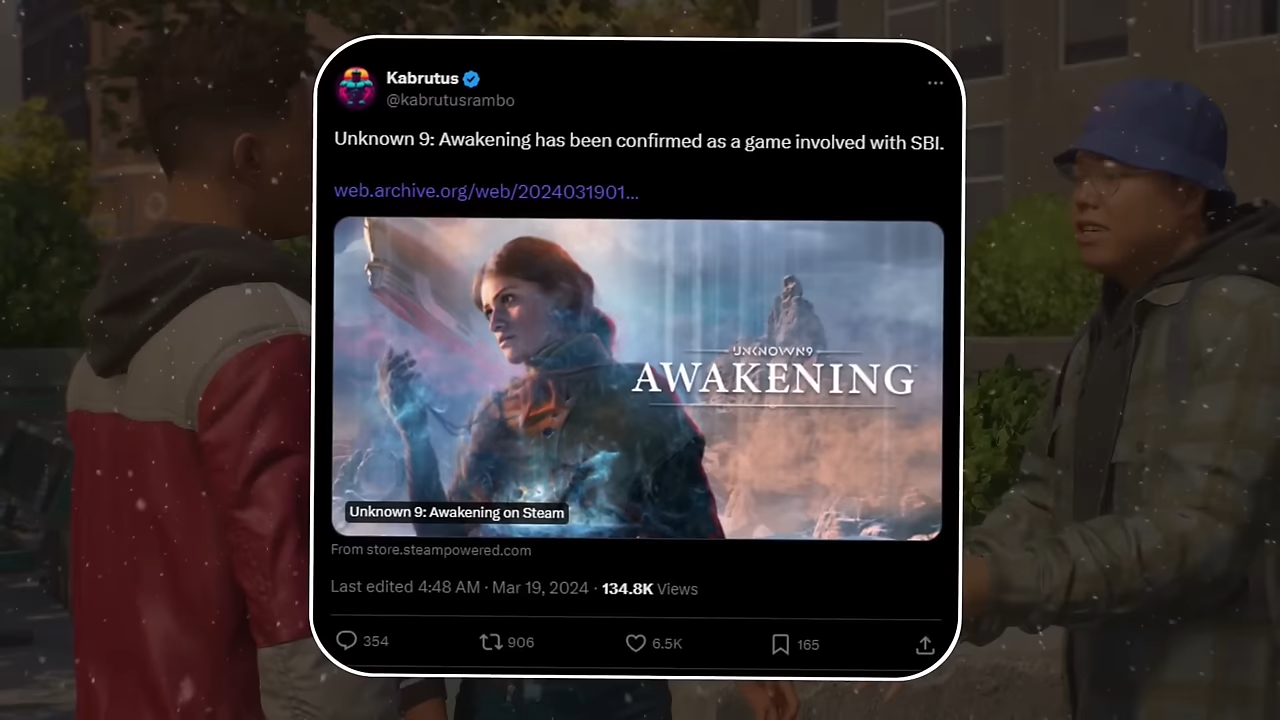 Kabrutus
@kabrutusrambo
Unknown 9: Awakening has been confirmed as a game involved with SBI.
web.archive.org/web/2024031901...
UNKNOWN9
AWAKENING
Unknown 9: Awakening on Steam
From store.steampowered.com
Last edited 4:48 AM · Mar 19, 2024 · 134.8K Views
354 906 6.5K 165